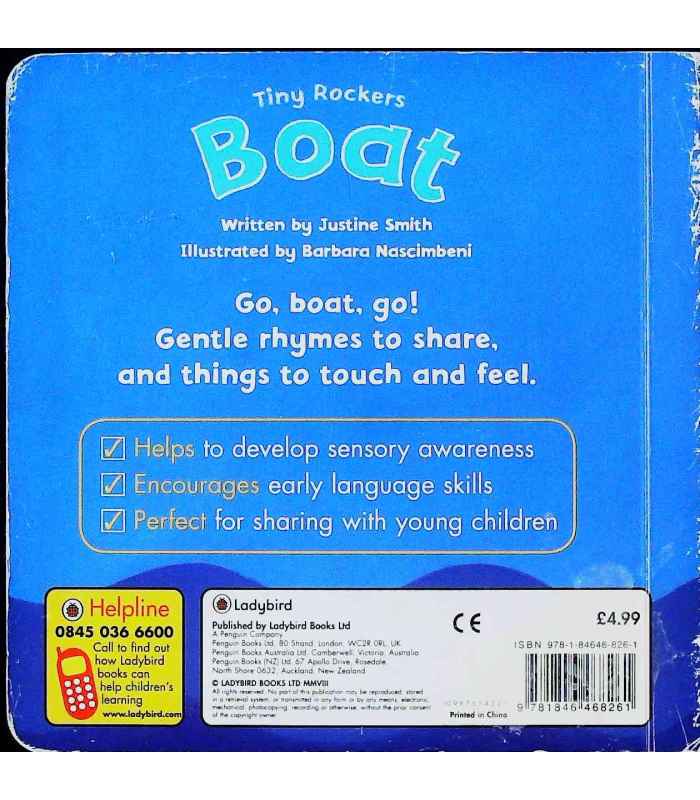 Tiny Rockers
Boat
Written by Justine Smith
Illustrated by Barbara Nascimbeni
Go, boat, go!
Gentle rhymes to share,
and things to touch and feel.
Helps to develop sensory awareness
Encourages early language skills
Perfect for sharing with young children
Helpline
0845 036 6600
Call to find out
how Ladybird
books can
help children's
learning
www.ladybird.com
Ladybird
Published by Ladybird Books Ltd
A Penguin Company
Penguin Books Ltd, 80 Strand, London, WC2R 0RL, UK
Penguin Books Australia Ltd, Camberwell, Victoria, Australia
Penguin Books (NZ) Ltd, 67 Apollo Drive, Rosedale,
North Shore 0632, Auckland, New Zealand
© LADYBIRD BOOKS LTD MMVIII
All rights reserved. No part of this publication may be reproduced, stored
in a retrieval system, or transmitted in any form or by any means, electronic,
mechanical, photocopying, recording or otherwise, without the prior consent
of the copyright owner.
CE
Printed in China
£4.99
ISBN 978-1-84646-826-1
9 781846 468261